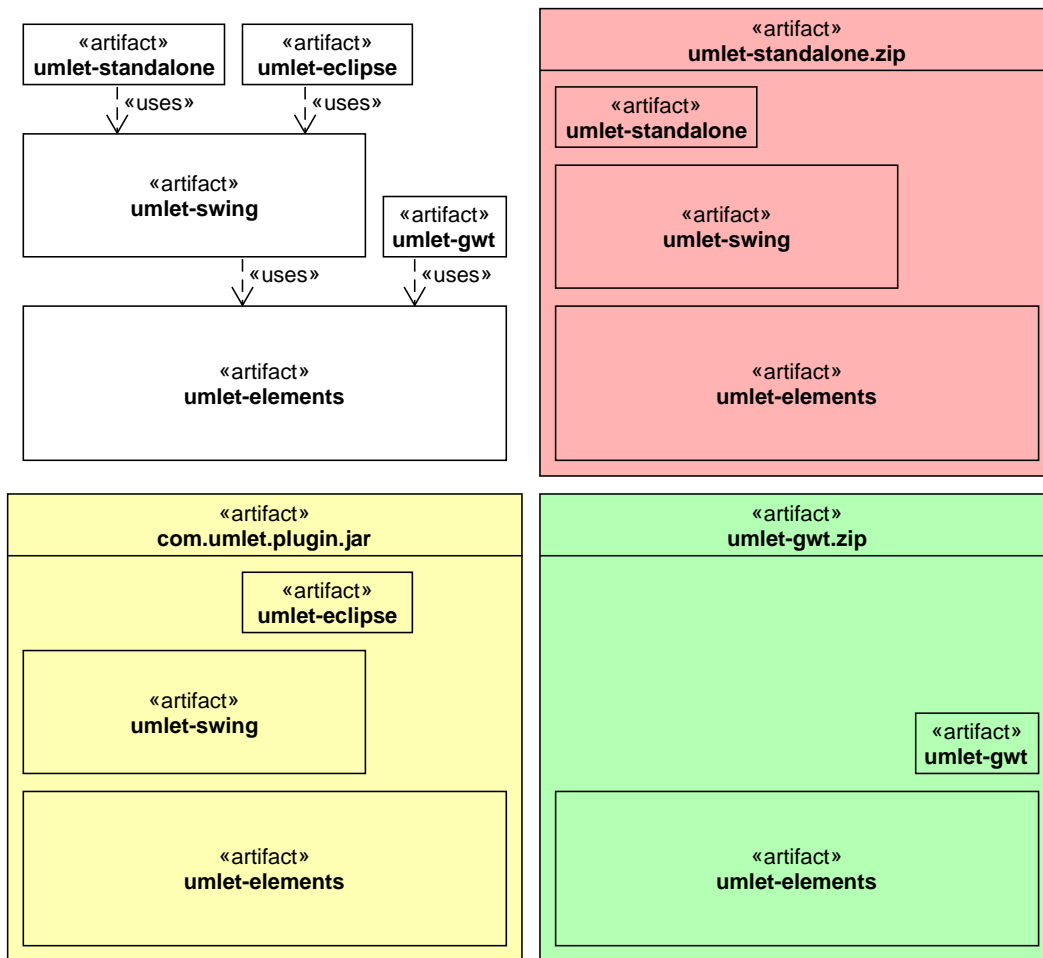 «artifact»
umlet-standalone
«artifact»
umlet-eclipse
«uses»
«uses»
«artifact»
umlet-swing
«artifact»
umlet-gwt
«uses»
«uses»
«artifact»
umlet-elements
«artifact»
umlet-standalone.zip
«artifact»
umlet-standalone
«artifact»
umlet-swing
«artifact»
umlet-elements
«artifact»
com.umlet.plugin.jar
«artifact»
umlet-eclipse
«artifact»
umlet-swing
«artifact»
umlet-elements
«artifact»
umlet-gwt.zip
«artifact»
umlet-gwt
«artifact»
umlet-elements